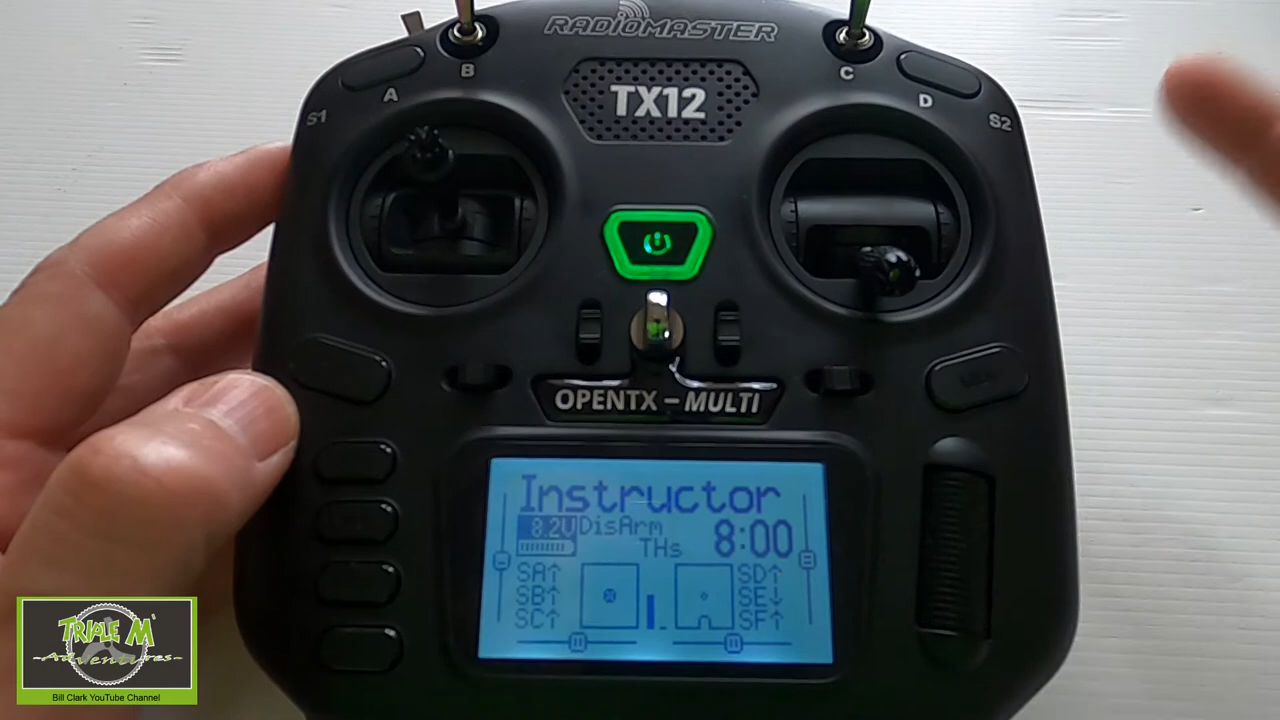 RADIOMASTER
B
C
A
D
S1
S2
TX12
OPENTX – MULTI
Instructor
8.2V DisArm
THs
8:00
SA↑ SD↑
SB↑ SE↓
SC↑ SF↑
TRIPLE M
-Adventures-
Bill Clark YouTube Channel